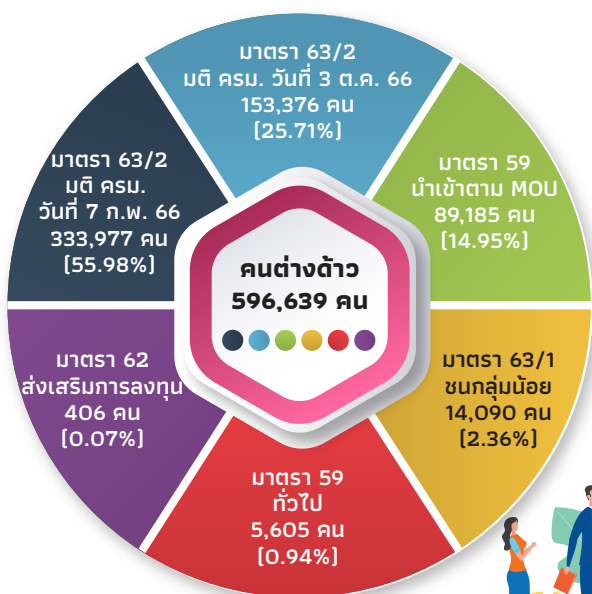 มาตรา 63/2
มติ ครม. วันที่ 3 ต.ค. 66
153,376 คน
(25.71%)
มาตรา 63/2
มติ ครม.
วันที่ 7 ก.พ. 66
333,977 คน
(55.98%)
มาตรา 59
นำเข้าตาม MOU
89,185 คน
(14.95%)
คนต่างด้าว
596,639 คน
มาตรา 62
ส่งเสริมการลงทุน
406 คน
(0.07%)
มาตรา 63/1
ชนกลุ่มน้อย
14,090 คน
(2.36%)
มาตรา 59
ทั่วไป
5,605 คน
(0.94%)